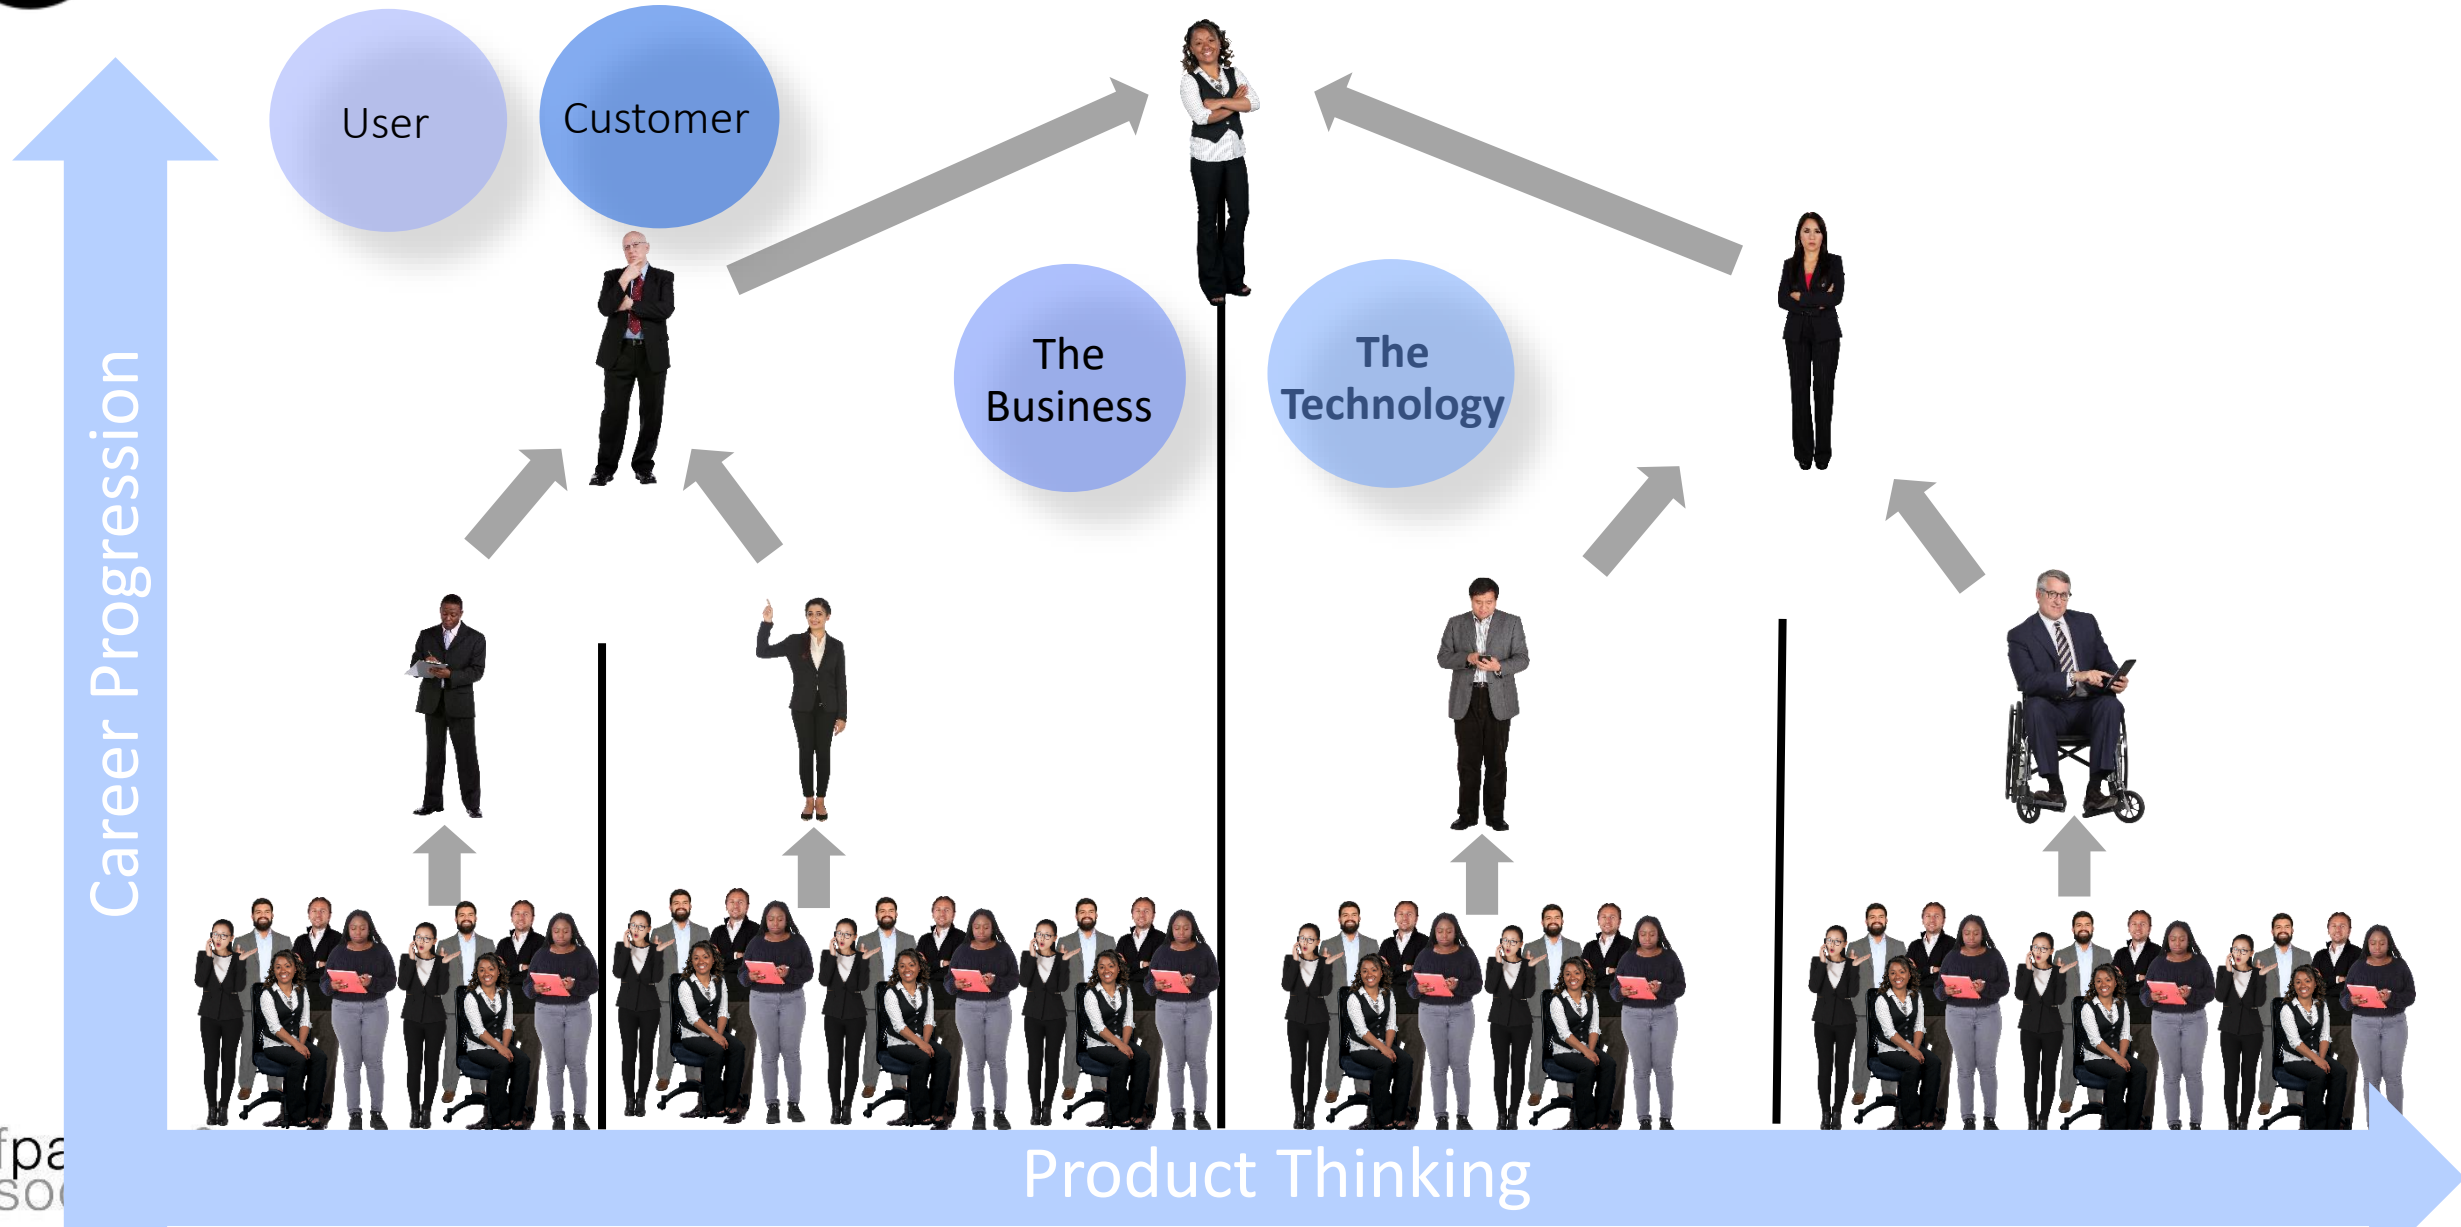 User
Customer
The
Business
The
Technology
Career Progression
Product Thinking